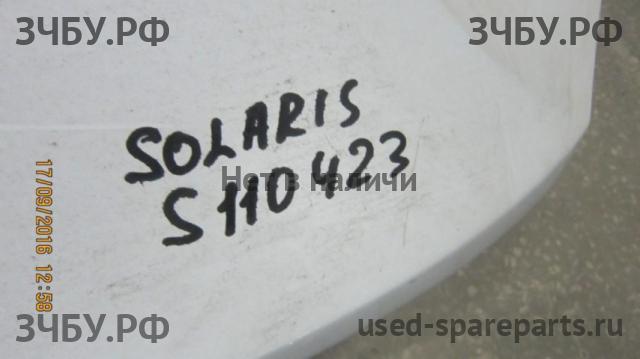 ЗЧБУ.РФ ЗЧБУ.РФ
SOLARIS
S110423
Нет в наличи
17/09/2016 12:58
ЗЧБУ.РФ used-spareparts.ru